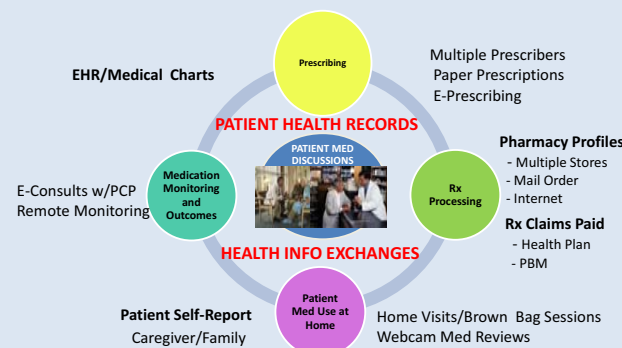 Prescribing
EHR/Medical Charts
Multiple Prescribers
Paper Prescriptions
E-Prescribing
PATIENT HEALTH RECORDS
PATIENT MED
DISCUSSIONS
Pharmacy Profiles
- Multiple Stores
- Mail Order
- Internet
Rx Claims Paid
- Health Plan
- PBM
Rx
Processing
Medication
Monitoring
and
Outcomes
E-Consults w/PCP
Remote Monitoring
HEALTH INFO EXCHANGES
Patient
Med Use at
Home
Patient Self-Report
Caregiver/Family
Home Visits/Brown Bag Sessions
Webcam Med Reviews